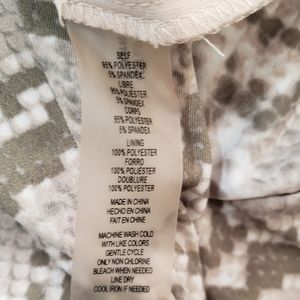 SELF
95% POLYESTER
5% SPANDEX
LIBRE
95% POLYESTER
5% SPANDEX
CORPS
95% POLYESTER
5% SPANDEX
LINING
100% POLYESTER
FORRO
100% POLYESTER
DOUBLURE
100% POLYESTER
MADE IN CHINA
HECHO EN CHINA
FAIT EN CHINE
MACHINE WASH COLD
WITH LIKE COLORS
GENTLE CYCLE
ONLY NON CHLORINE
BLEACH WHEN NEEDED
LINE DRY
COOL IRON IF NEEDED